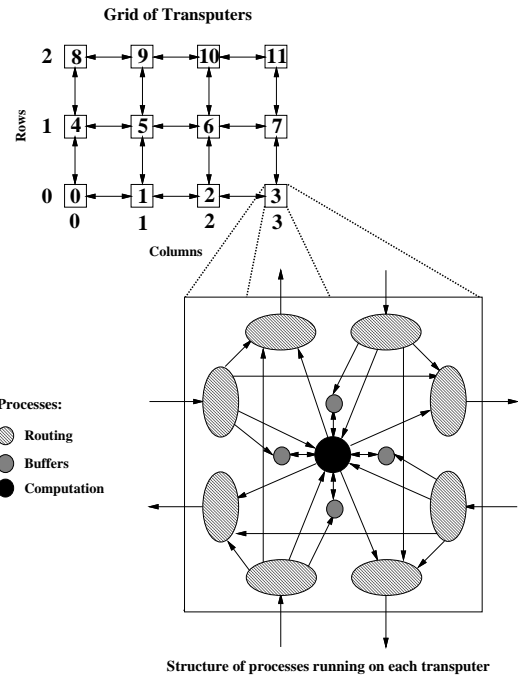 Grid of Transputers
2 8 9 10 11
Rows
1 4 5 6 7
0 0 1 2 3
0 1 2 3
Columns
Processes:
Routing
Buffers
Computation
Structure of processes running on each transputer